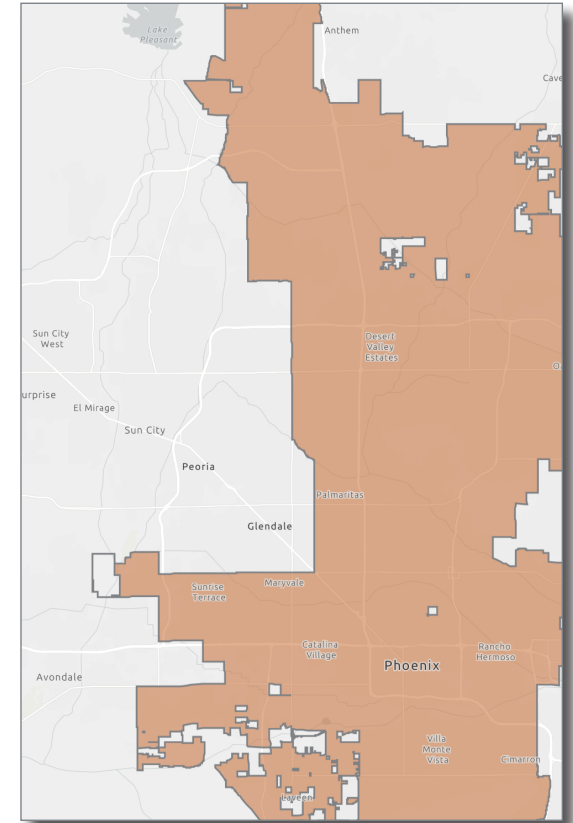 Lake
Pleasant
Anthem
Cave
Sun City
West
Desert
Valley
Estates
O
urprise
El Mirage
Sun City
Peoria
Palmaritas
Glendale
Sunrise
Terrace
Maryvale
Catalina
Village
Rancho
Hermoso
Phoenix
Avondale
Villa
Monte
Vista
Cimarron
Laveen